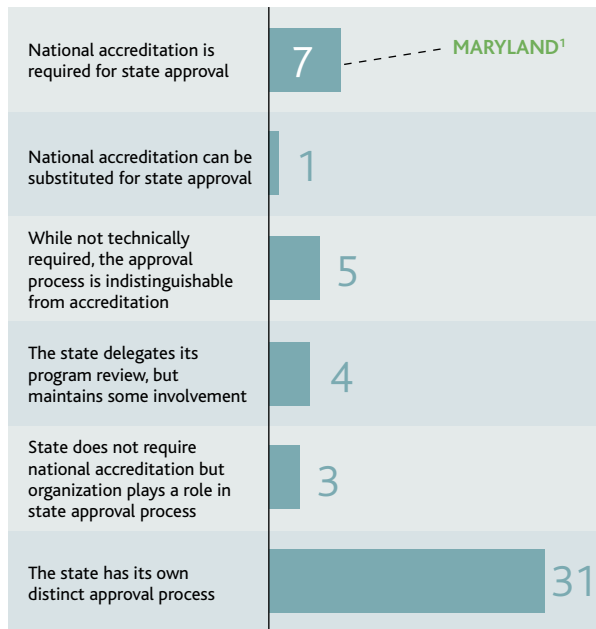 National accreditation is
required for state approval
7
MARYLAND¹
National accreditation can be
substituted for state approval
1
While not technically
required, the approval
process is indistinguishable
from accreditation
5
The state delegates its
program review, but
maintains some involvement
4
State does not require
national accreditation but
organization plays a role in
state approval process
3
The state has its own
distinct approval process
31